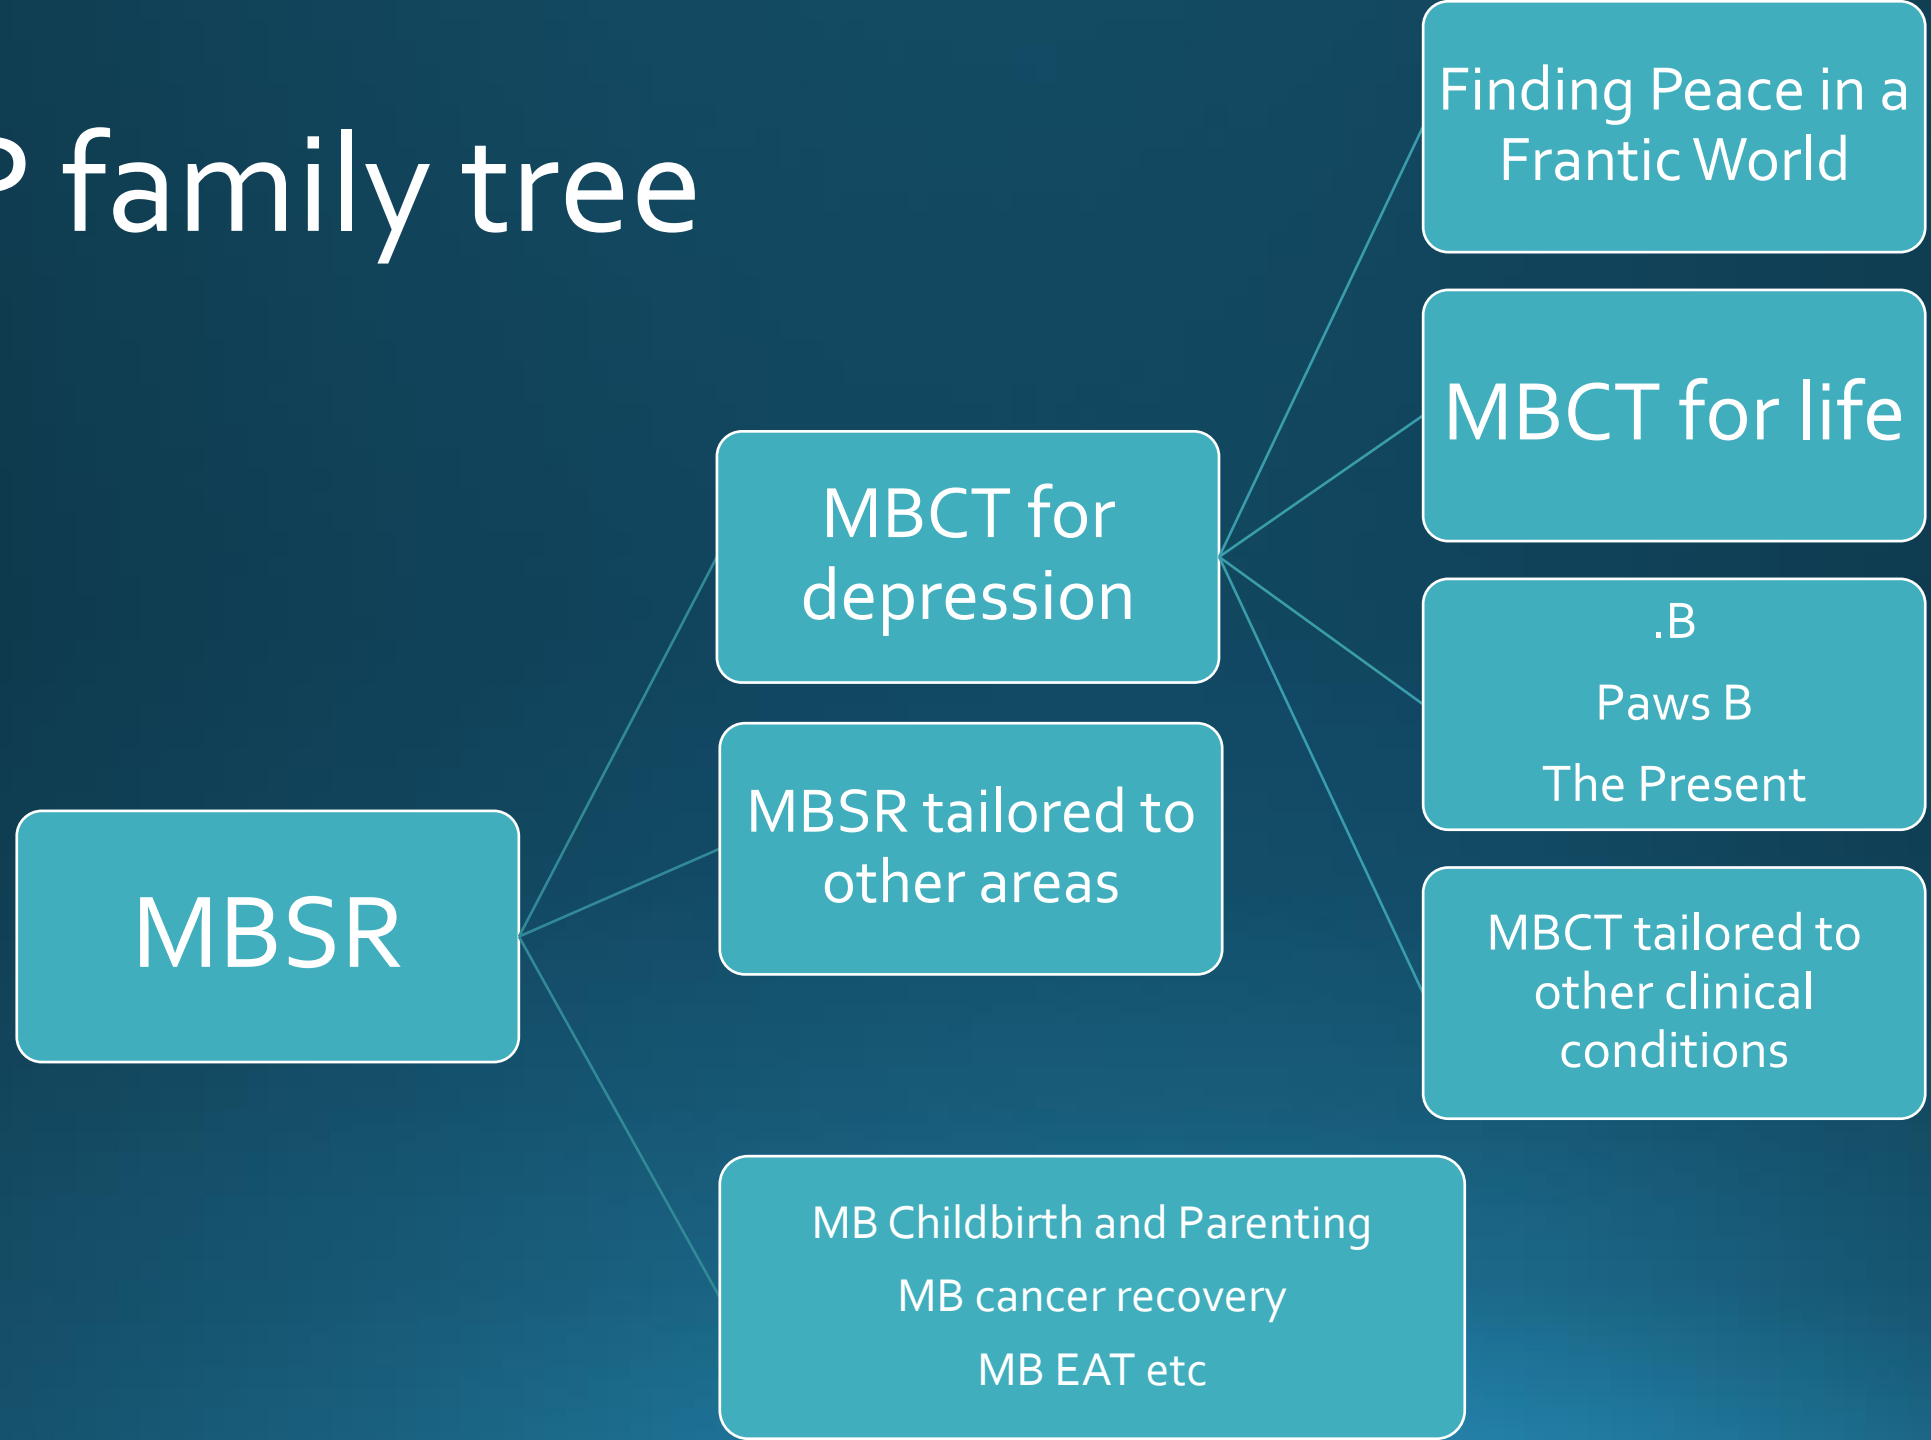 P family tree
MBSR
MBCT for
depression
MBSR tailored to
other areas
MB Childbirth and Parenting
MB cancer recovery
MB EAT etc
Finding Peace in a
Frantic World
MBCT for life
.B
Paws B
The Present
MBCT tailored to
other clinical
conditions